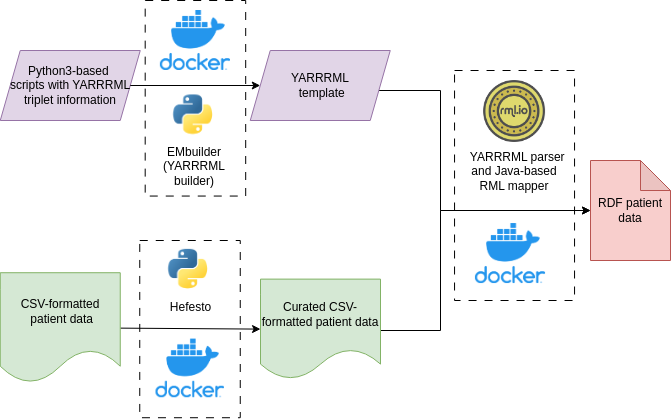 docker
Python3-based
scripts with YARRRML
triplet information
YARRRML
template
EMbuilder
(YARRRML
builder)
rml.io
YARRRML parser
and Java-based
RML mapper
RDF patient
data
docker
Hefesto
CSV-formatted
patient data
Curated CSV-
formatted patient data
docker